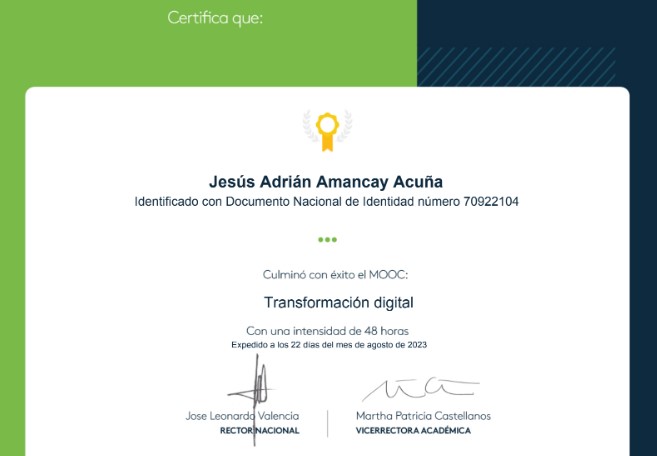 Certifica que:
Jesús Adrián Amancay Acuña
Identificado con Documento Nacional de Identidad número 70922104
Culminó con éxito el MOOC:
Transformación digital
Con una intensidad de 48 horas
Expedido a los 22 dias del mes de agosto de 2023
Jose Leonardo Valencia
RECTOR NACIONAL
Martha Patricia Castellanos
VICERRECTORA ACADÉMICA